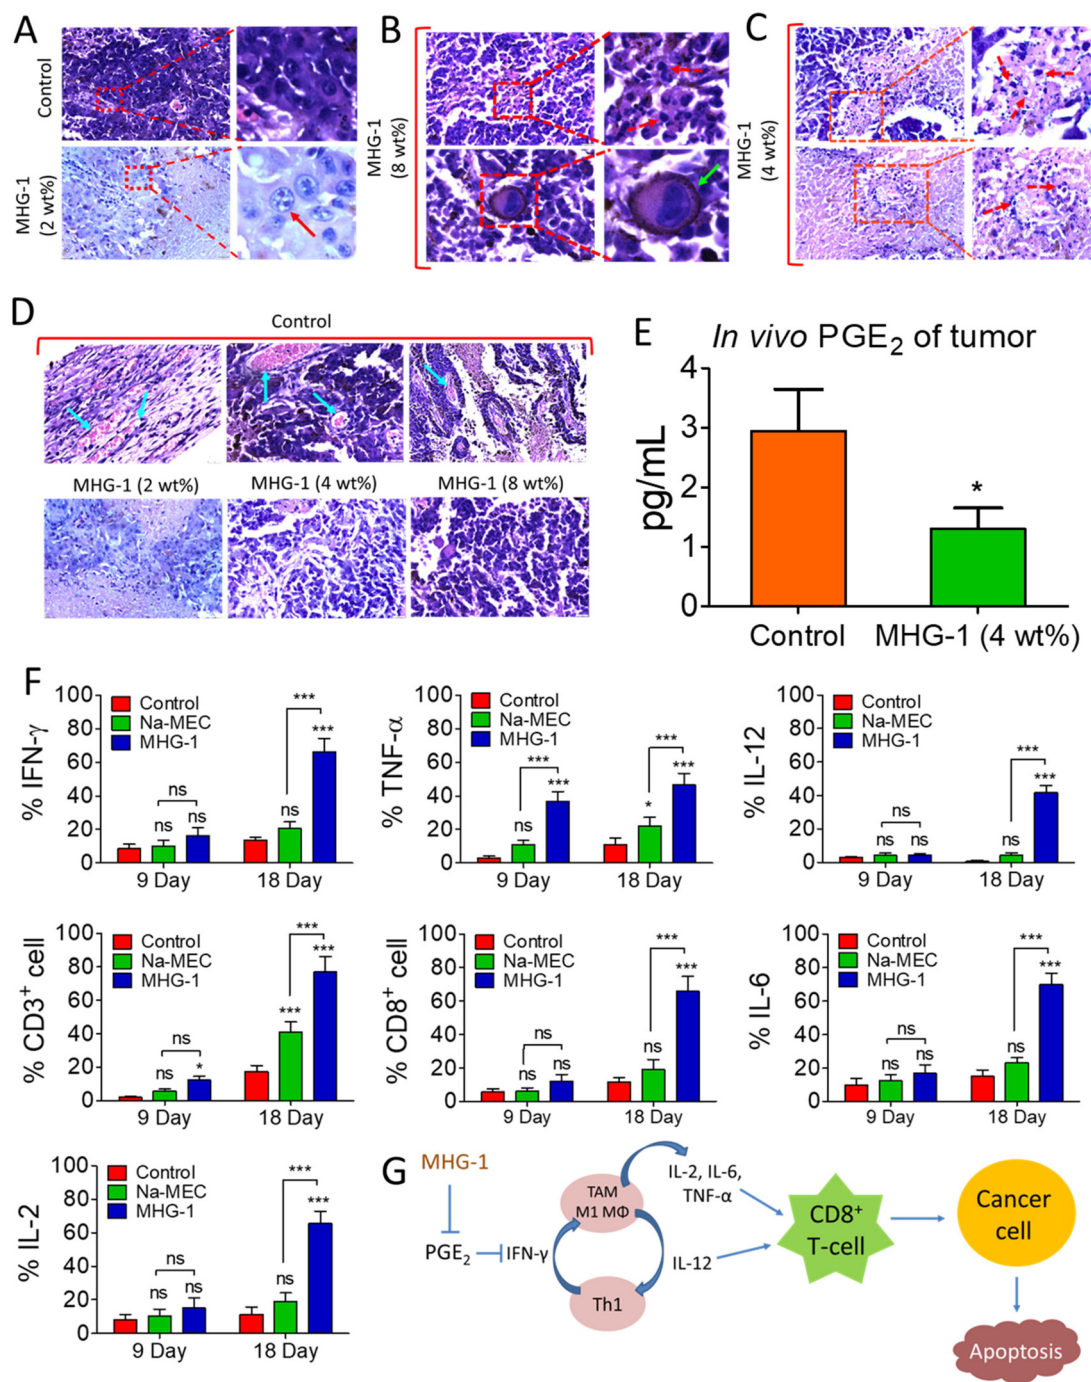 A
Control
MHG-1
(2 wt%)
B
MHG-1
(8 wt%)
C
MHG-1
(4 wt%)
D
Control
MHG-1 (2 wt%)
MHG-1 (4 wt%)
MHG-1 (8 wt%)
E
In vivo PGE2 of tumor
pg/mL
4
3
2
1
0
*
Control
MHG-1 (4 wt%)
F
% IFN-γ
100
80
60
40
20
0
Control
Na-MEC
MHG-1
ns
ns
ns
ns
***
***
9 Day
18 Day
% TNF-α
100
80
60
40
20
0
Control
Na-MEC
MHG-1
ns
***
***
*
***
***
9 Day
18 Day
% IL-12
100
80
60
40
20
0
Control
Na-MEC
MHG-1
ns
ns
ns
ns
***
***
9 Day
18 Day
% CD3+ cell
100
80
60
40
20
0
Control
Na-MEC
MHG-1
ns
ns
*
***
***
***
9 Day
18 Day
% CD8+ cell
100
80
60
40
20
0
Control
Na-MEC
MHG-1
ns
ns
ns
ns
***
***
9 Day
18 Day
% IL-6
100
80
60
40
20
0
Control
Na-MEC
MHG-1
ns
ns
ns
ns
***
***
9 Day
18 Day
% IL-2
100
80
60
40
20
0
Control
Na-MEC
MHG-1
ns
ns
ns
ns
***
***
9 Day
18 Day
G
MHG-1
PGE2
IFN-γ
TAM
M1 MΦ
Th1
IL-2, IL-6,
TNF-α
IL-12
CD8+
T-cell
Cancer
cell
Apoptosis